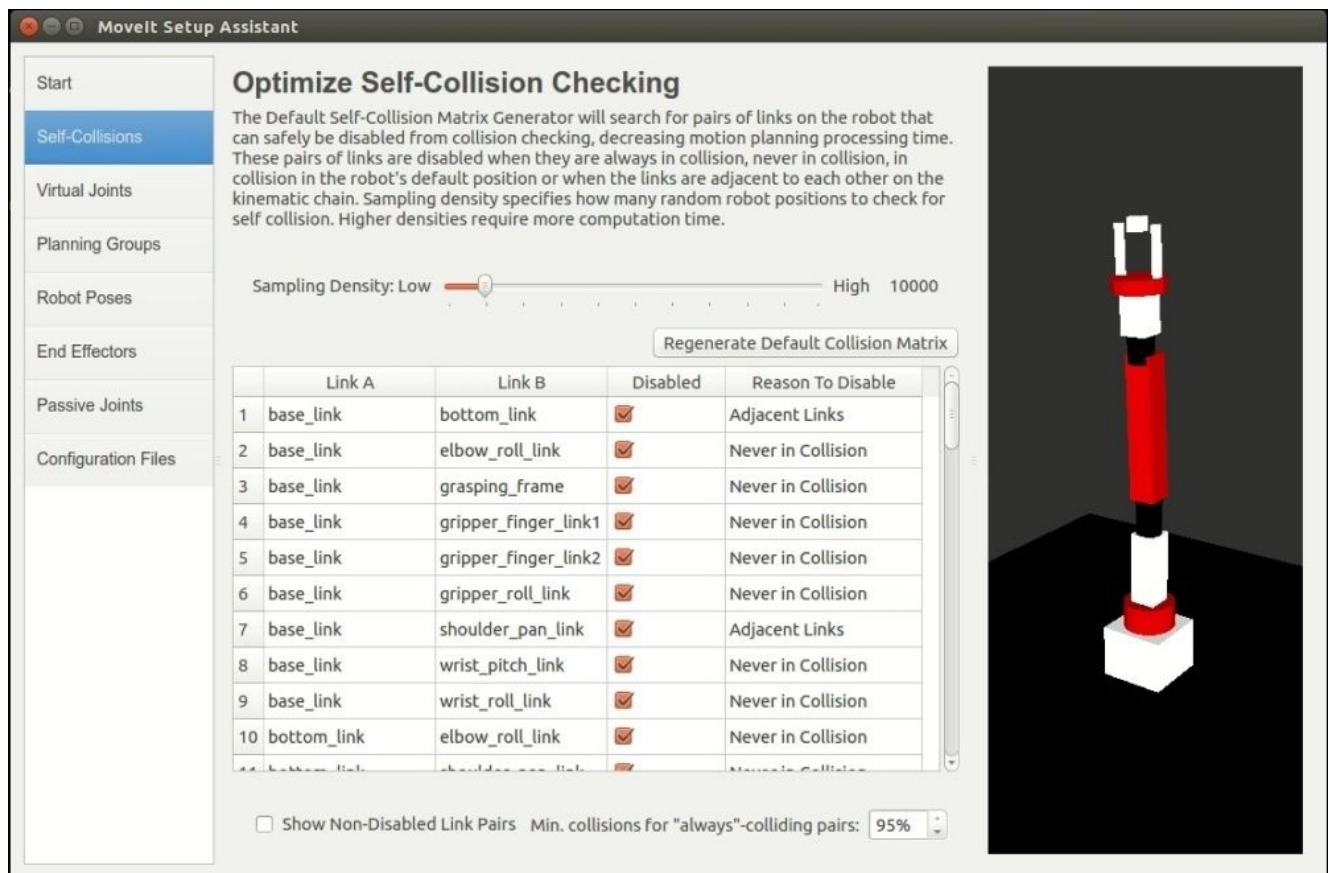 MoveIt Setup Assistant
Start
Self-Collisions
Virtual Joints
Planning Groups
Robot Poses
End Effectors
Passive Joints
Configuration Files
Optimize Self-Collision Checking
The Default Self-Collision Matrix Generator will search for pairs of links on the robot that
can safely be disabled from collision checking, decreasing motion planning processing time.
These pairs of links are disabled when they are always in collision, never in collision, in
collision in the robot's default position or when the links are adjacent to each other on the
kinematic chain. Sampling density specifies how many random robot positions to check for
self collision. Higher densities require more computation time.
Sampling Density: Low High 10000
Regenerate Default Collision Matrix
Link A Link B Disabled Reason To Disable
1 base_link bottom_link Adjacent Links
2 base_link elbow_roll_link Never in Collision
3 base_link grasping_frame Never in Collision
4 base_link gripper_finger_link1 Never in Collision
5 base_link gripper_finger_link2 Never in Collision
6 base_link gripper_roll_link Never in Collision
7 base_link shoulder_pan_link Adjacent Links
8 base_link wrist_pitch_link Never in Collision
9 base_link wrist_roll_link Never in Collision
10 bottom_link elbow_roll_link Never in Collision
Show Non-Disabled Link Pairs Min. collisions for "always"-colliding pairs: 95%